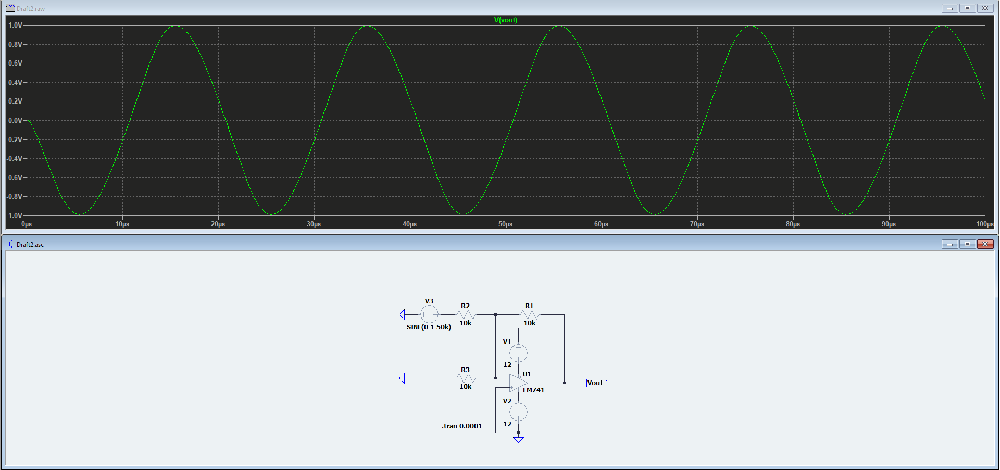 Draft2.raw
V(vout)
1.0V
0.8V
0.6V
0.4V
0.2V
0.0V
-0.2V
-0.4V
-0.6V
-0.8V
-1.0V
0µs 10µs 20µs 30µs 40µs 50µs 60µs 70µs 80µs 90µs 100µs
Draft2.asc
V3 R2 R1
SINE(0 1 50k) 10k 10k
V1
12
R3 U1
10k LM741
Vout
V2
12
.tran 0.0001